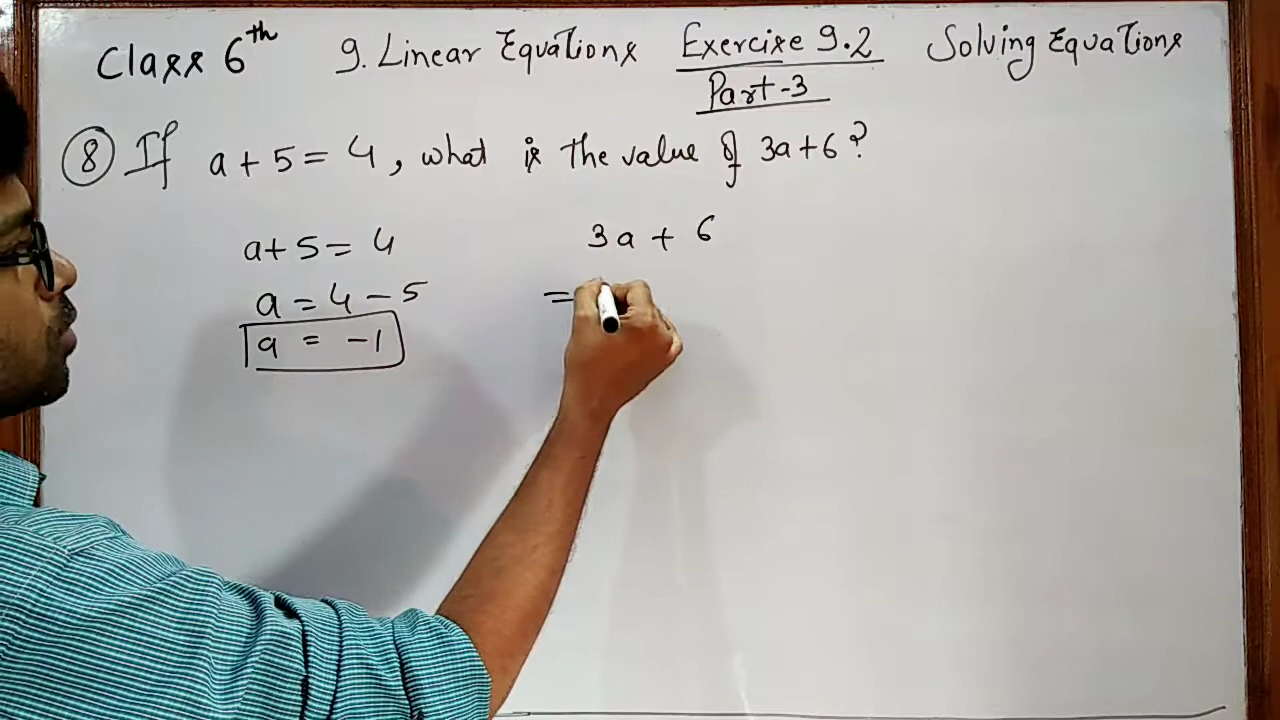 Class 6th 9. Linear Equations Exercise 9.2 Solving Equations
Part-3
8 If a + 5 = 4, what is the value of 3a+6?
a+ 5 = 4
a = 4 - 5
a = -1
3a + 6
=